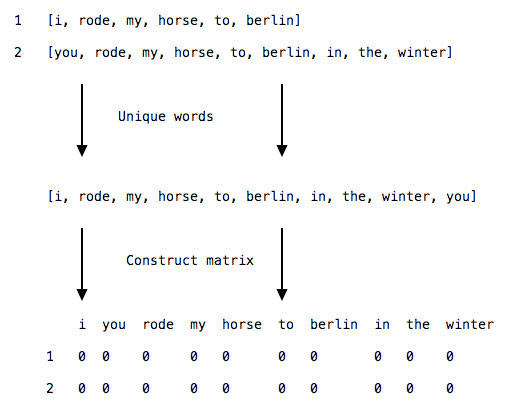 1 [i, rode, my, horse, to, berlin]
2 [you, rode, my, horse, to, berlin, in, the, winter]
Unique words
[i, rode, my, horse, to, berlin, in, the, winter, you]
Construct matrix
i you rode my horse to berlin in the winter
1 0 0 0 0 0 0 0 0 0 0
2 0 0 0 0 0 0 0 0 0 0